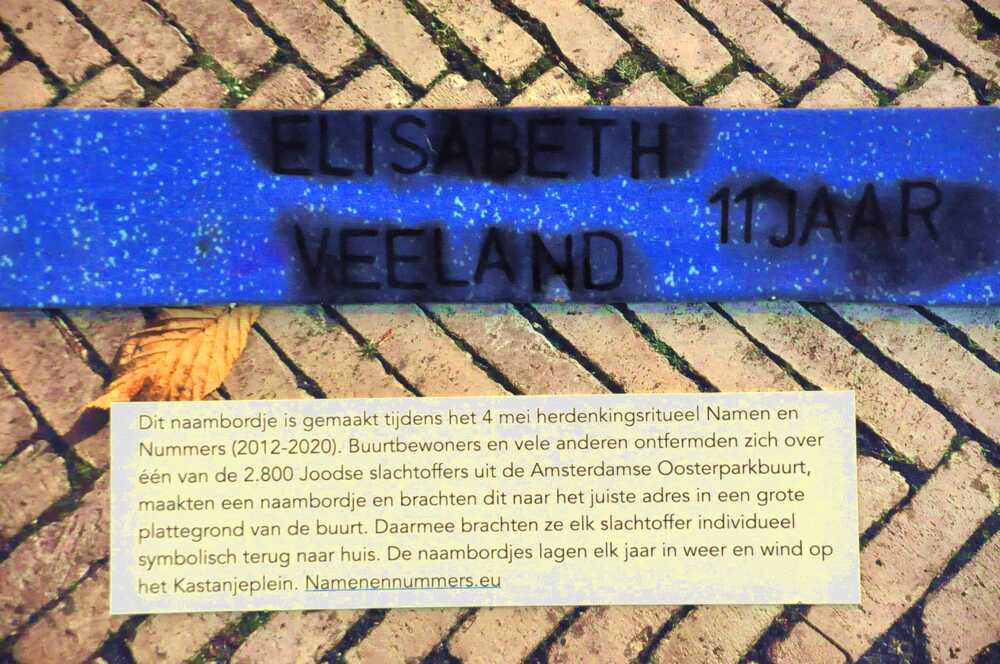 ELISABETH
VEELAND
11 JAAR
Dit naambordje is gemaakt tijdens het 4 mei herdenkingsritueel Namen en
Nummers (2012-2020). Buurtbewoners en vele anderen ontfermden zich over
één van de 2.800 Joodse slachtoffers uit de Amsterdamse Oosterparkbuurt,
maakten een naambordje en brachten dit naar het juiste adres in een grote
plattegrond van de buurt. Daarmee brachten ze elk slachtoffer individueel
symbolisch terug naar huis. De naambordjes lagen elk jaar in weer en wind op
het Kastanjeplein. Namenennummers.eu